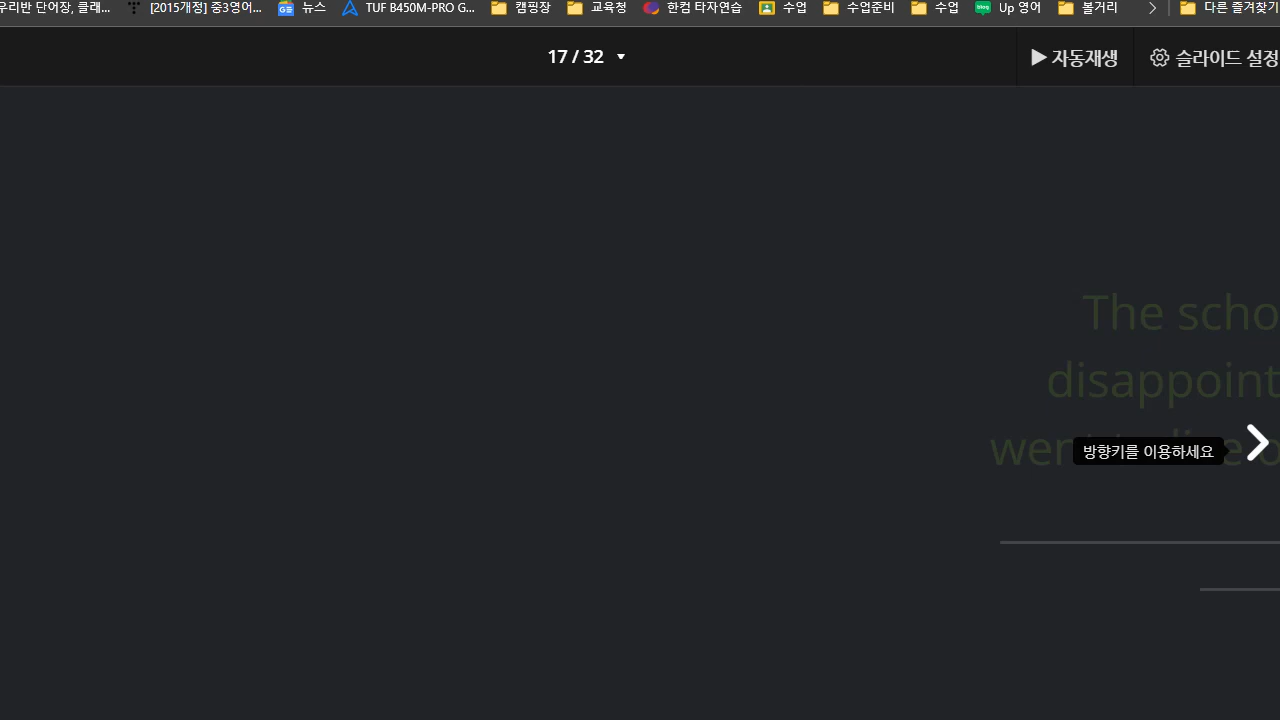 우리반 단어장, 클래... [2015개정] 중3영어... 뉴스 TUF B450M-PRO G... 캠핑장 교육청 한컴 타자연습 수업 수업준비 수업 Up 영어 볼거리 다른 즐겨찾기
17 / 32 자동재생 슬라이드 설정
The scho
disappoint
방향키를 이용하세요